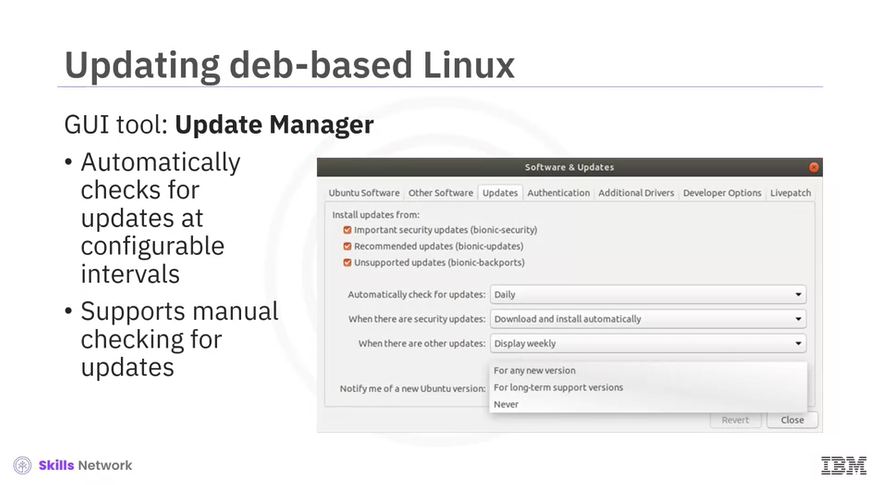 Updating deb-based Linux
GUI tool: Update Manager
• Automatically
checks for
updates at
configurable
intervals
• Supports manual
checking for
updates
Software & Updates
Ubuntu Software Other Software Updates Authentication Additional Drivers Developer Options Livepatch
Install updates from:
Important security updates (bionic-security)
Recommended updates (bionic-updates)
Unsupported updates (bionic-backports)
Automatically check for updates: Daily
When there are security updates: Download and install automatically
When there are other updates: Display weekly
For any new version
Notify me of a new Ubuntu version: For long-term support versions
Never
Revert Close
Skills Network
IBM